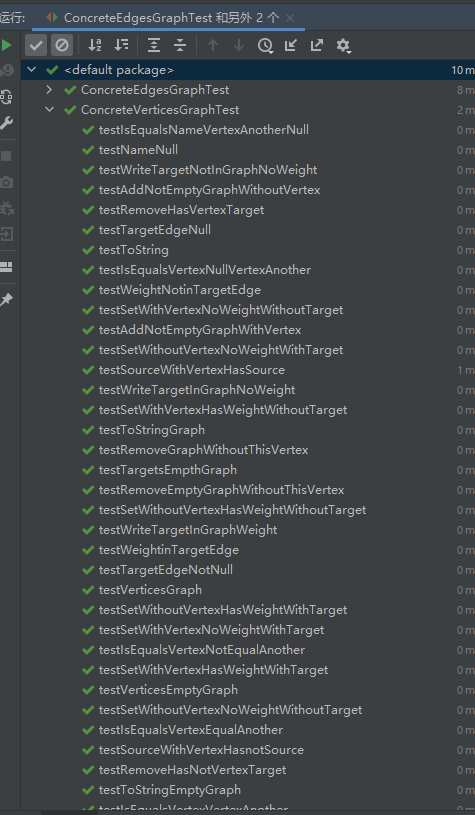 运行: ConcreteEdgesGraphTest 和另外 2 个 ×
<default package> 10 m
ConcreteEdgesGraphTest 8 m
ConcreteVerticesGraphTest 2 m
testIsEqualsNameVertexAnotherNull 0 m
testNameNull 0 m
testWriteTargetNotInGraphNoWeight 0 m
testAddNotEmptyGraphWithoutVertex 0 m
testRemoveHasVertexTarget 0 m
testTargetEdgeNull 0 m
testToString 0 m
testIsEqualsVertexNullVertexAnother 0 m
testWeightNotinTargetEdge 0 m
testSetWithVertexNoWeightWithoutTarget 0 m
testAddNotEmptyGraphWithVertex 0 m
testSetWithoutVertexNoWeightWithTarget 0 m
testSourceWithVertexHasSource 1 m
testWriteTargetInGraphNoWeight 0 m
testSetWithVertexHasWeightWithoutTarget 0 m
testToStringGraph 0 m
testRemoveGraphWithoutThisVertex 0 m
testTargetsEmpthGraph 0 m
testRemoveEmptyGraphWithoutThisVertex 0 m
testSetWithoutVertexHasWeightWithoutTarget 0 m
testWriteTargetInGraphWeight 0 m
testWeightinTargetEdge 0 m
testTargetEdgeNotNull 0 m
testVerticesGraph 0 m
testSetWithoutVertexHasWeightWithTarget 0 m
testSetWithVertexNoWeightWithTarget 0 m
testIsEqualsVertexNotEqualAnother 0 m
testSetWithVertexHasWeightWithTarget 0 m
testVerticesEmptyGraph 0 m
testSetWithoutVertexNoWeightWithoutTarget 0 m
testIsEqualsVertexEqualAnother 0 m
testSourceWithVertexHasnotSource 0 m
testRemoveHasNotVertexTarget 0 m
testToStringEmptyGraph 0 m
testIsEqualsVertexVertexAnother 0 m